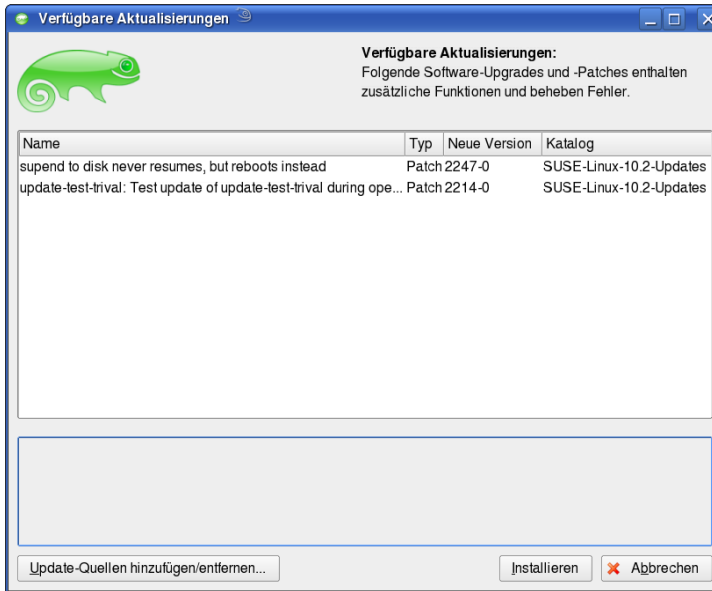 Verfügbare Aktualisierungen
Verfügbare Aktualisierungen:
Folgende Software-Upgrades und -Patches enthalten
zusätzliche Funktionen und beheben Fehler.
Name Typ Neue Version Katalog
supend to disk never resumes, but reboots instead Patch 2247-0 SUSE-Linux-10.2-Updates
update-test-trival: Test update of update-test-trival during ope... Patch 2214-0 SUSE-Linux-10.2-Updates
Update-Quellen hinzufügen/entfernen... Installieren Abbrechen